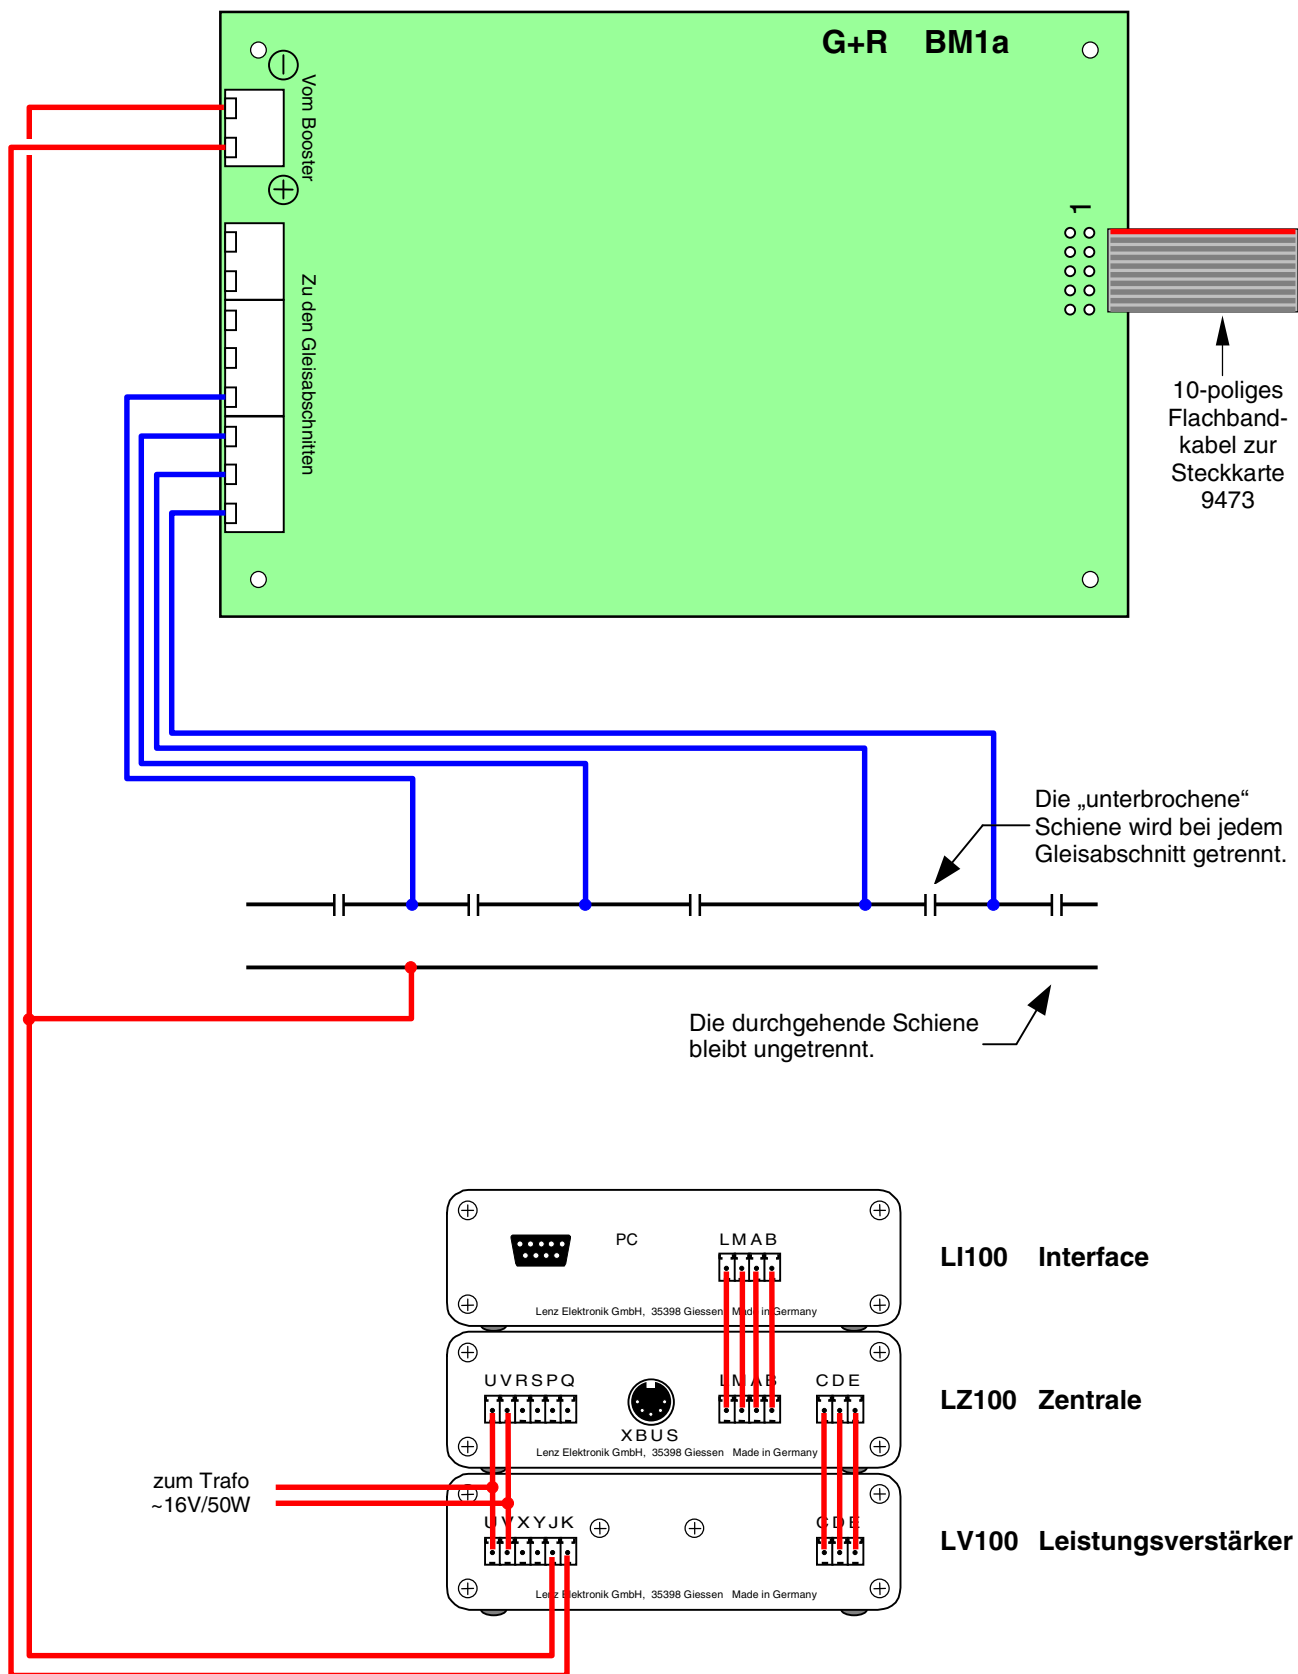 G+R BM1a
Vom Booster
1
Zu den Gleisabschnitten
10-poliges
Flachband-
kabel zur
Steckkarte
9473
Die „unterbrochene“
Schiene wird bei jedem
Gleisabschnitt getrennt.
Die durchgehende Schiene
bleibt ungetrennt.
PC
LMAB
Lenz Elektronik GmbH, 35398 Giessen Made in Germany
LI100 Interface
UVRSPQ
XBUS
LMAB
CDE
Lenz Elektronik GmbH, 35398 Giessen Made in Germany
LZ100 Zentrale
zum Trafo
~16V/50W
UVXYJK
CDE
Lenz Elektronik GmbH, 35398 Giessen Made in Germany
LV100 Leistungsverstärker